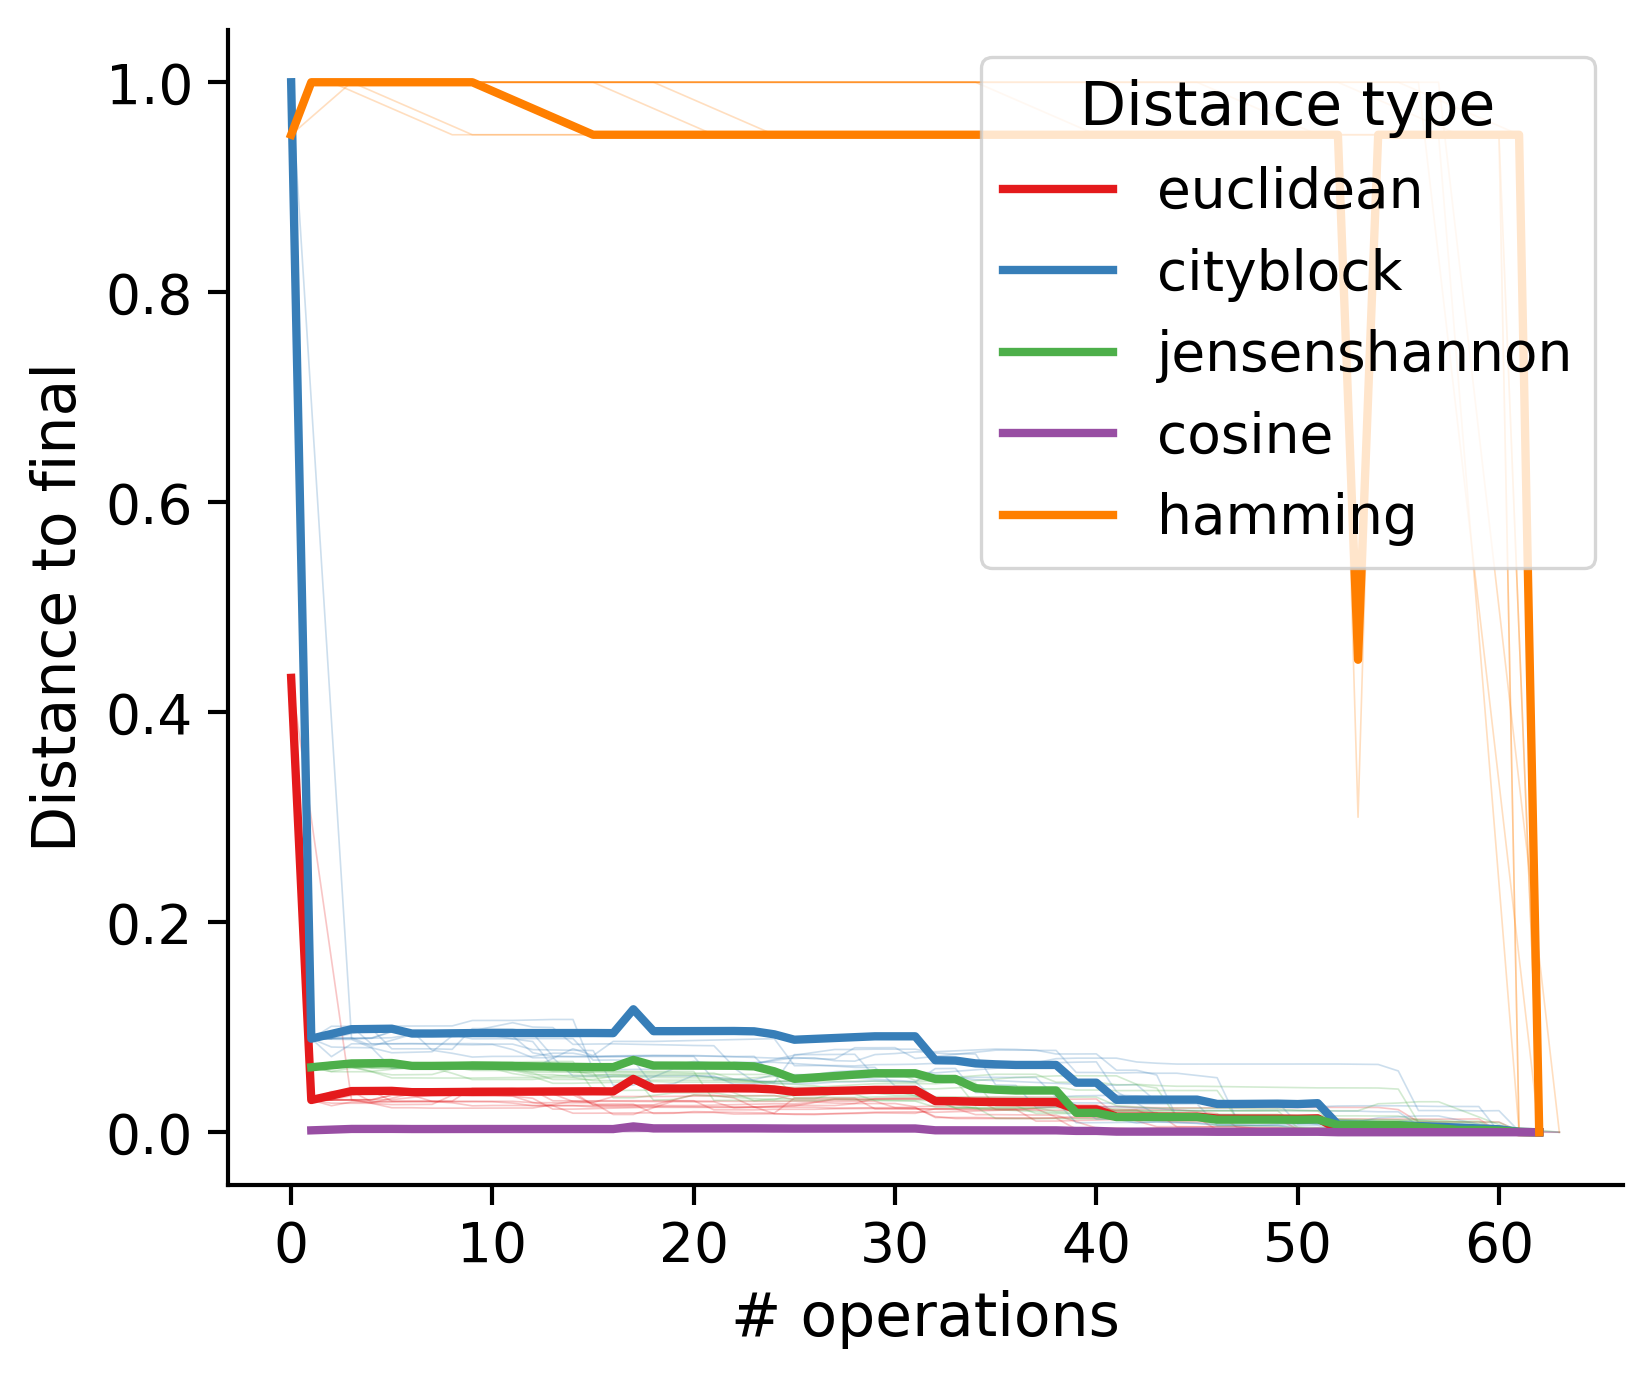 Distance type
euclidean
cityblock
jensenshannon
cosine
hamming
1.0
0.8
0.6
0.4
0.2
0.0
Distance to final
0 10 20 30 40 50 60
# operations